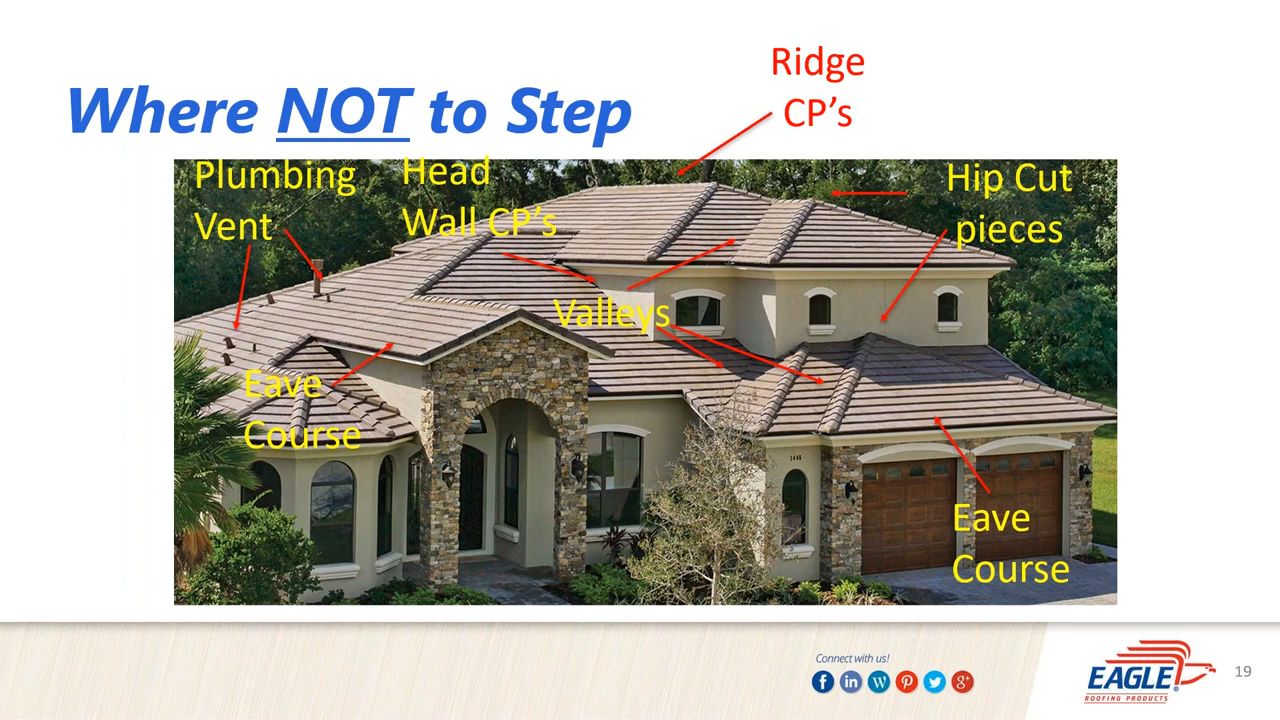 Ridge
CP’s
Where NOT to Step
Plumbing
Vent
Head
Wall CP’s
Hip Cut
pieces
Valleys
Eave
Course
1446
Eave
Course
Connect with us!
EAGLE®
ROOFING PRODUCTS
19